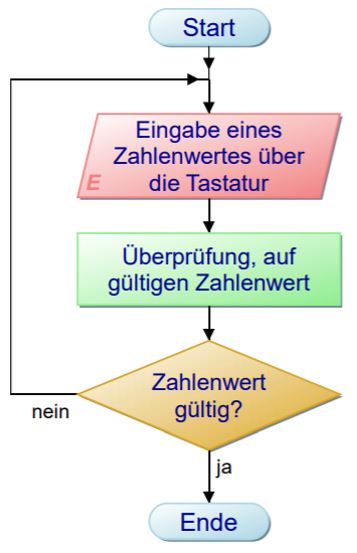 Start
Eingabe eines
Zahlenwertes über
die Tastatur
E
Überprüfung, auf
gültigen Zahlenwert
Zahlenwert
gültig?
nein
ja
Ende